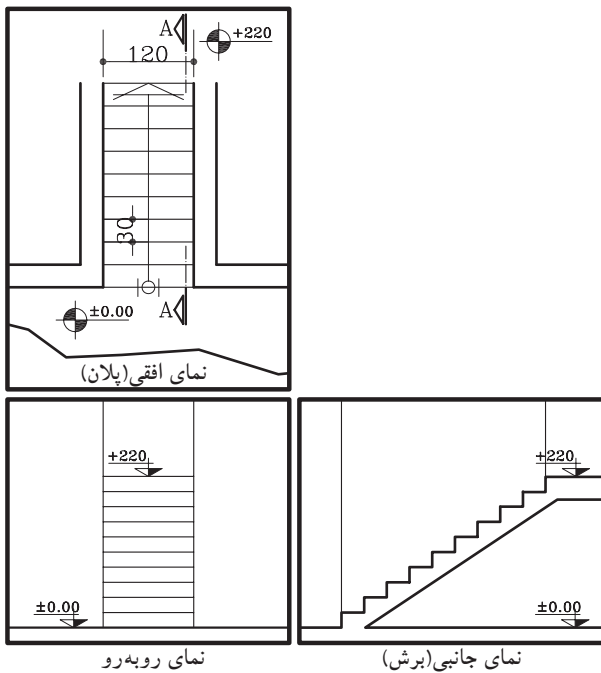 A
+220
120
30
A
±0.00
نمای افقی(پلان)
+220
±0.00
نمای روبه‌رو
+220
±0.00
نمای جانبی(برش)